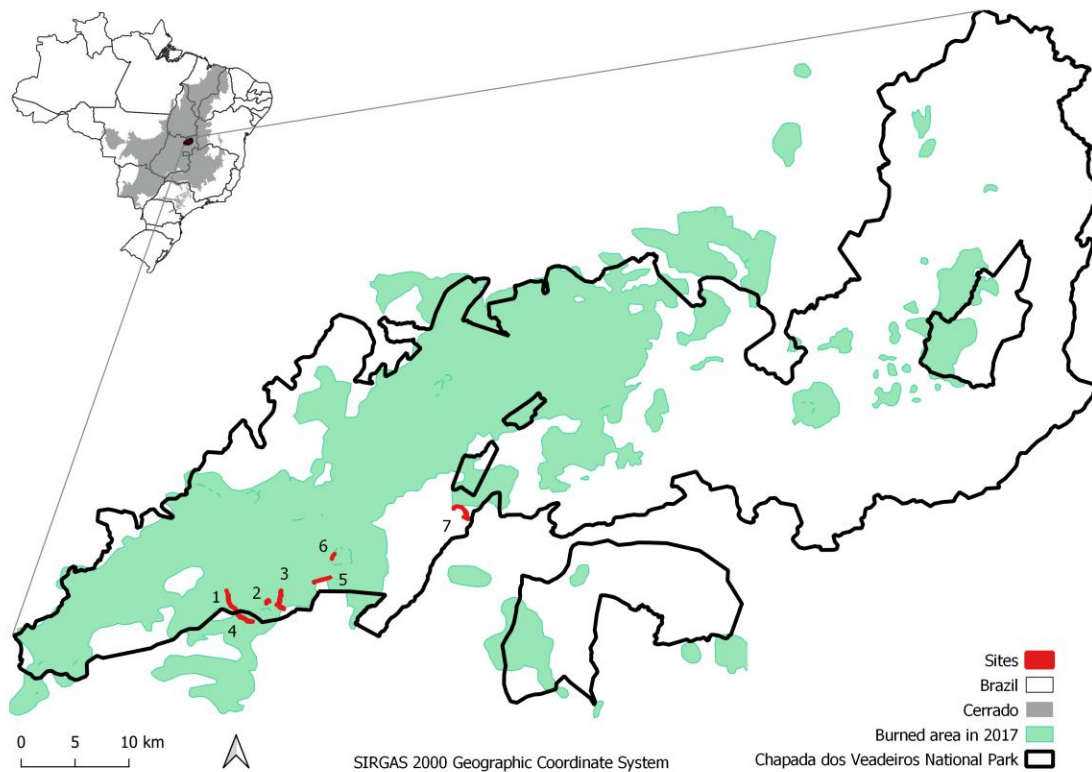 7
6
3
1
2
5
4
Sites
Brazil
Cerrado
Burned area in 2017
Chapada dos Veadeiros National Park
0 5 10 km
SIRGAS 2000 Geographic Coordinate System